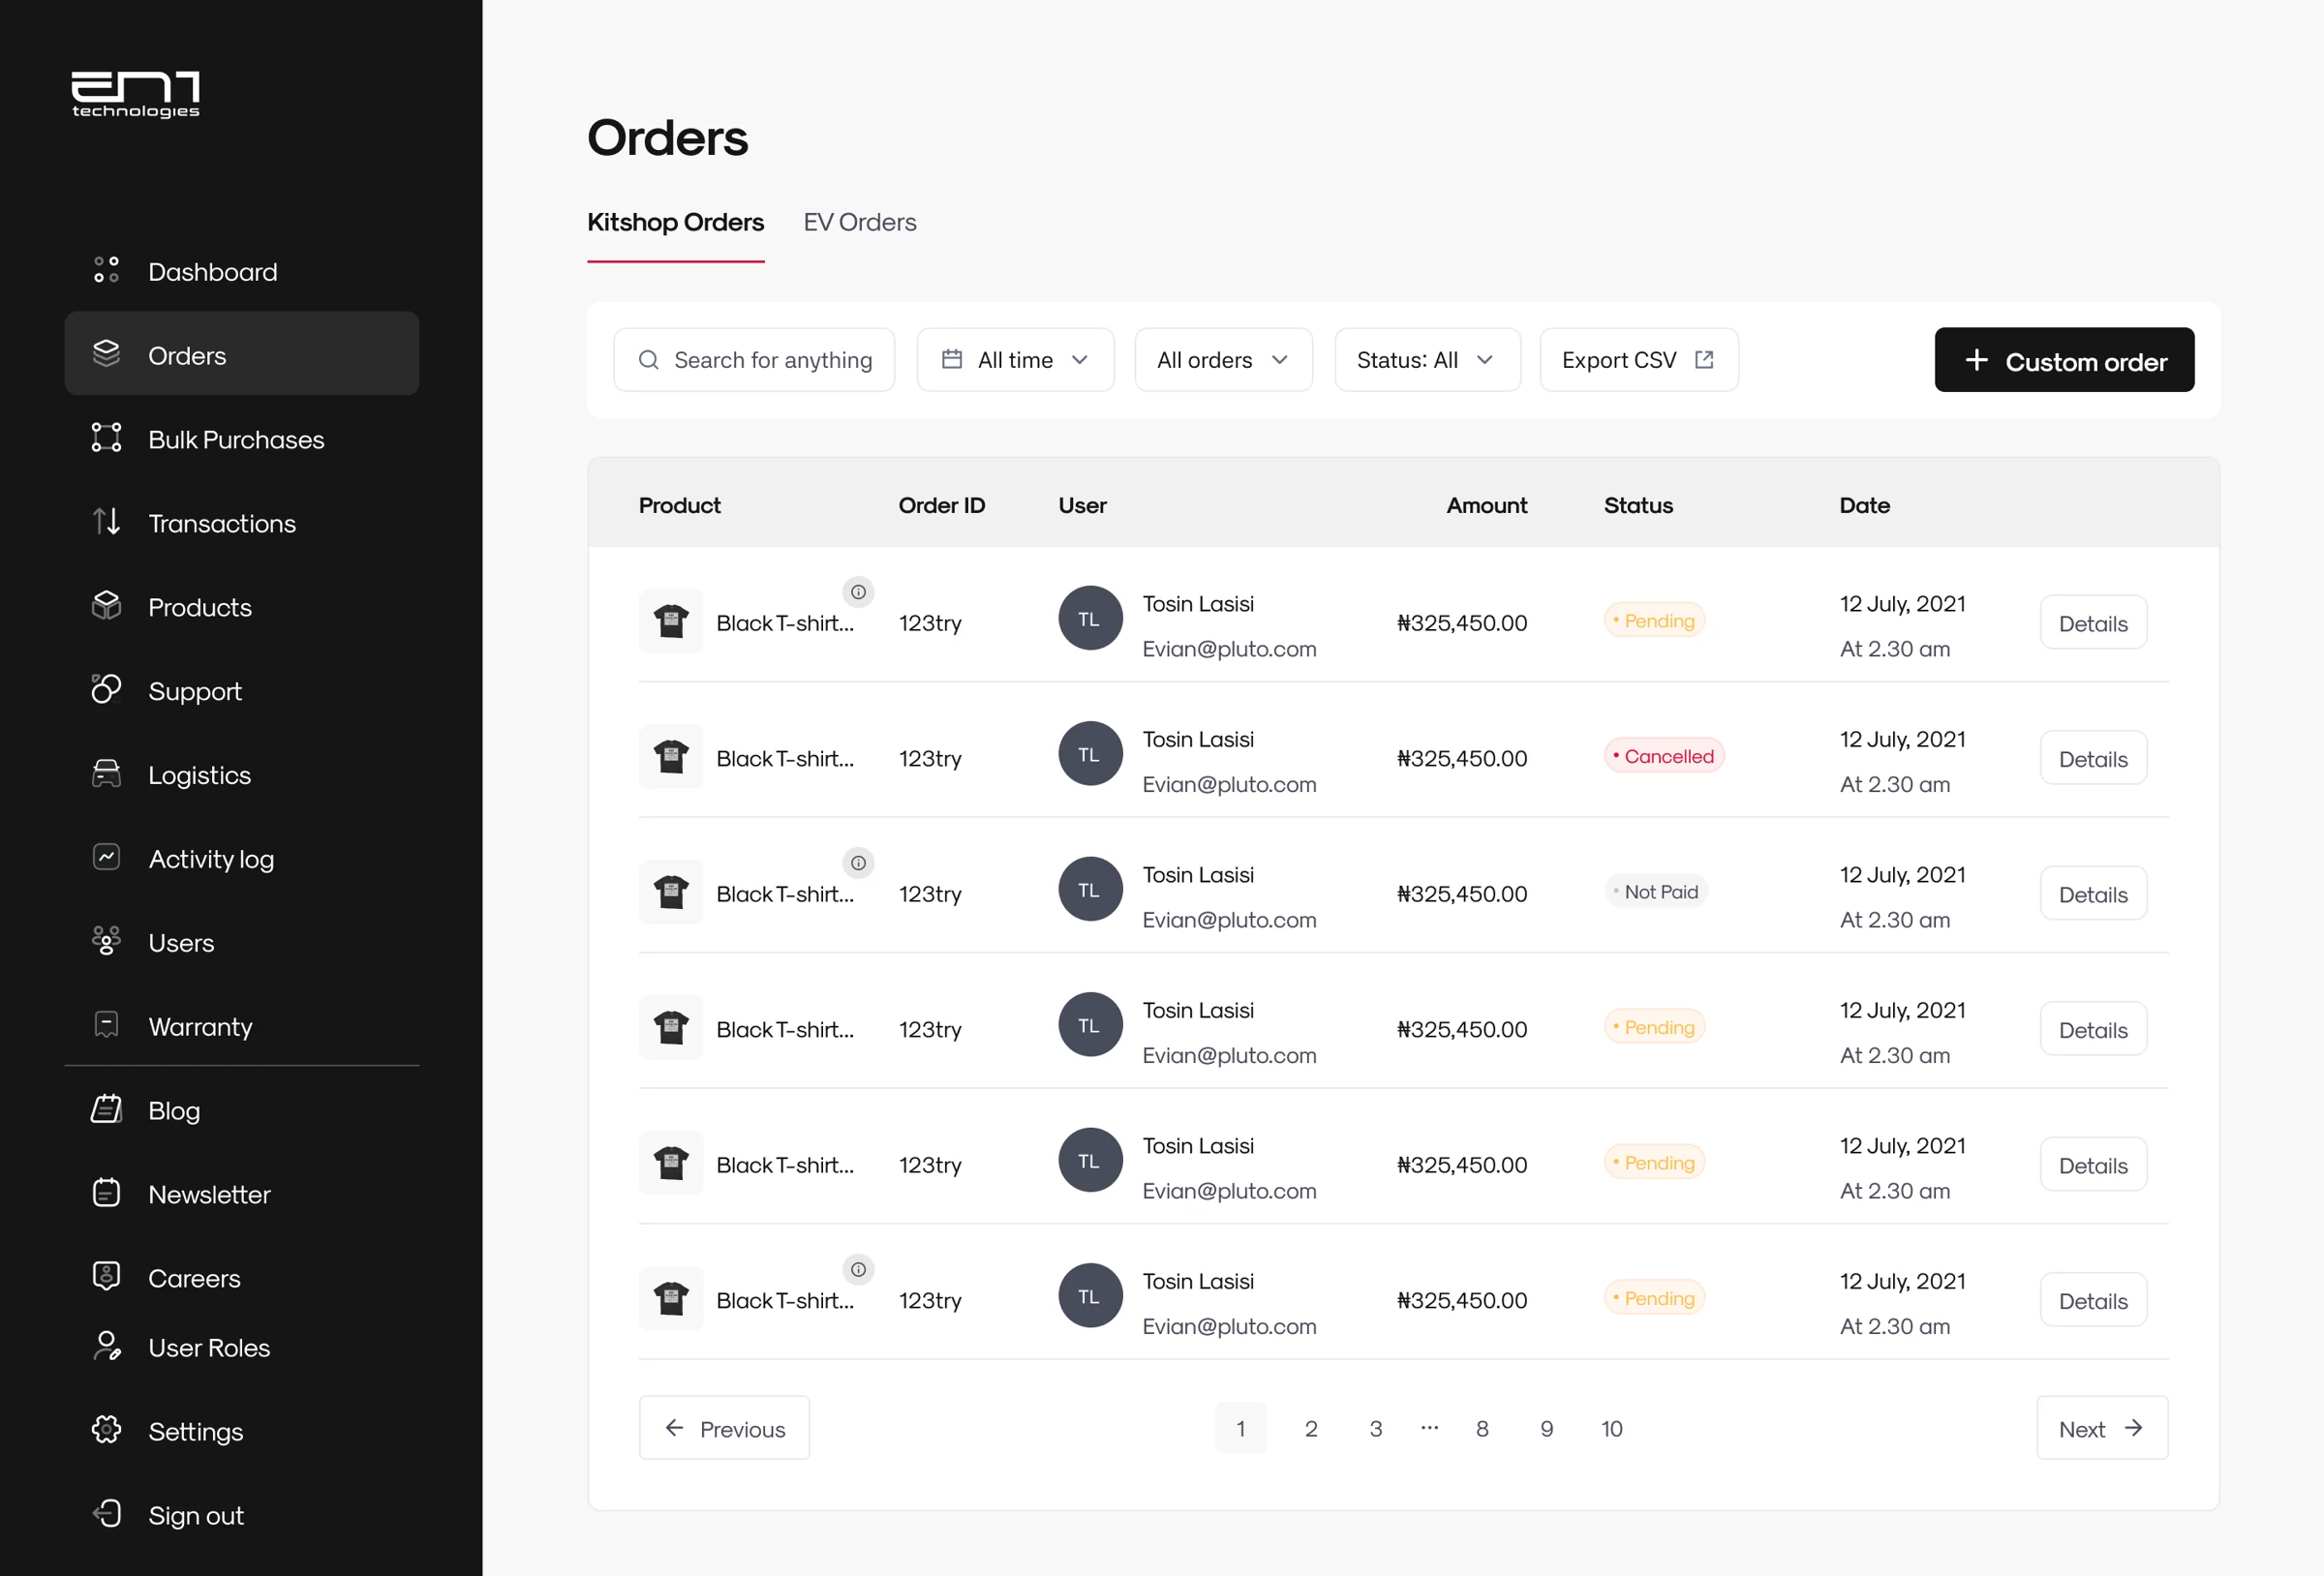 EM1
technologies
Dashboard
Orders
Bulk Purchases
Transactions
Products
Support
Logistics
Activity log
Users
Warranty
Blog
Newsletter
Careers
User Roles
Settings
Sign out
Orders
Kitshop Orders EV Orders
Search for anything All time All orders Status: All Export CSV + Custom order
Product Order ID User Amount Status Date
Black T-shirt... 123try TL Tosin Lasisi ₦325,450.00 Pending 12 July, 2021 Details
Evian@pluto.com At 2.30 am
Black T-shirt... 123try TL Tosin Lasisi ₦325,450.00 Cancelled 12 July, 2021 Details
Evian@pluto.com At 2.30 am
Black T-shirt... 123try TL Tosin Lasisi ₦325,450.00 Not Paid 12 July, 2021 Details
Evian@pluto.com At 2.30 am
Black T-shirt... 123try TL Tosin Lasisi ₦325,450.00 Pending 12 July, 2021 Details
Evian@pluto.com At 2.30 am
Black T-shirt... 123try TL Tosin Lasisi ₦325,450.00 Pending 12 July, 2021 Details
Evian@pluto.com At 2.30 am
Black T-shirt... 123try TL Tosin Lasisi ₦325,450.00 Pending 12 July, 2021 Details
Evian@pluto.com At 2.30 am
← Previous 1 2 3 ... 8 9 10 Next →